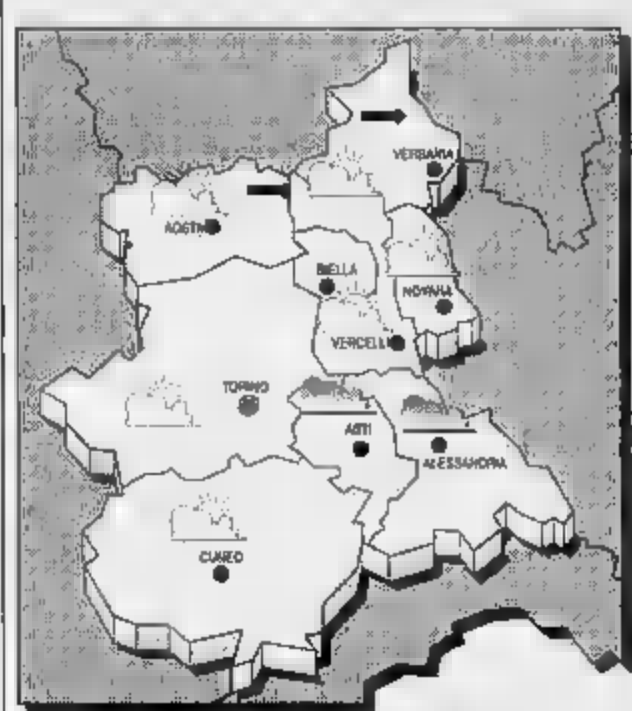 VERBANIA
AOSTA
BIELLA
NOVARA
VERCELLI
TORINO
ASTI
ALESSANDRIA
CUNEO